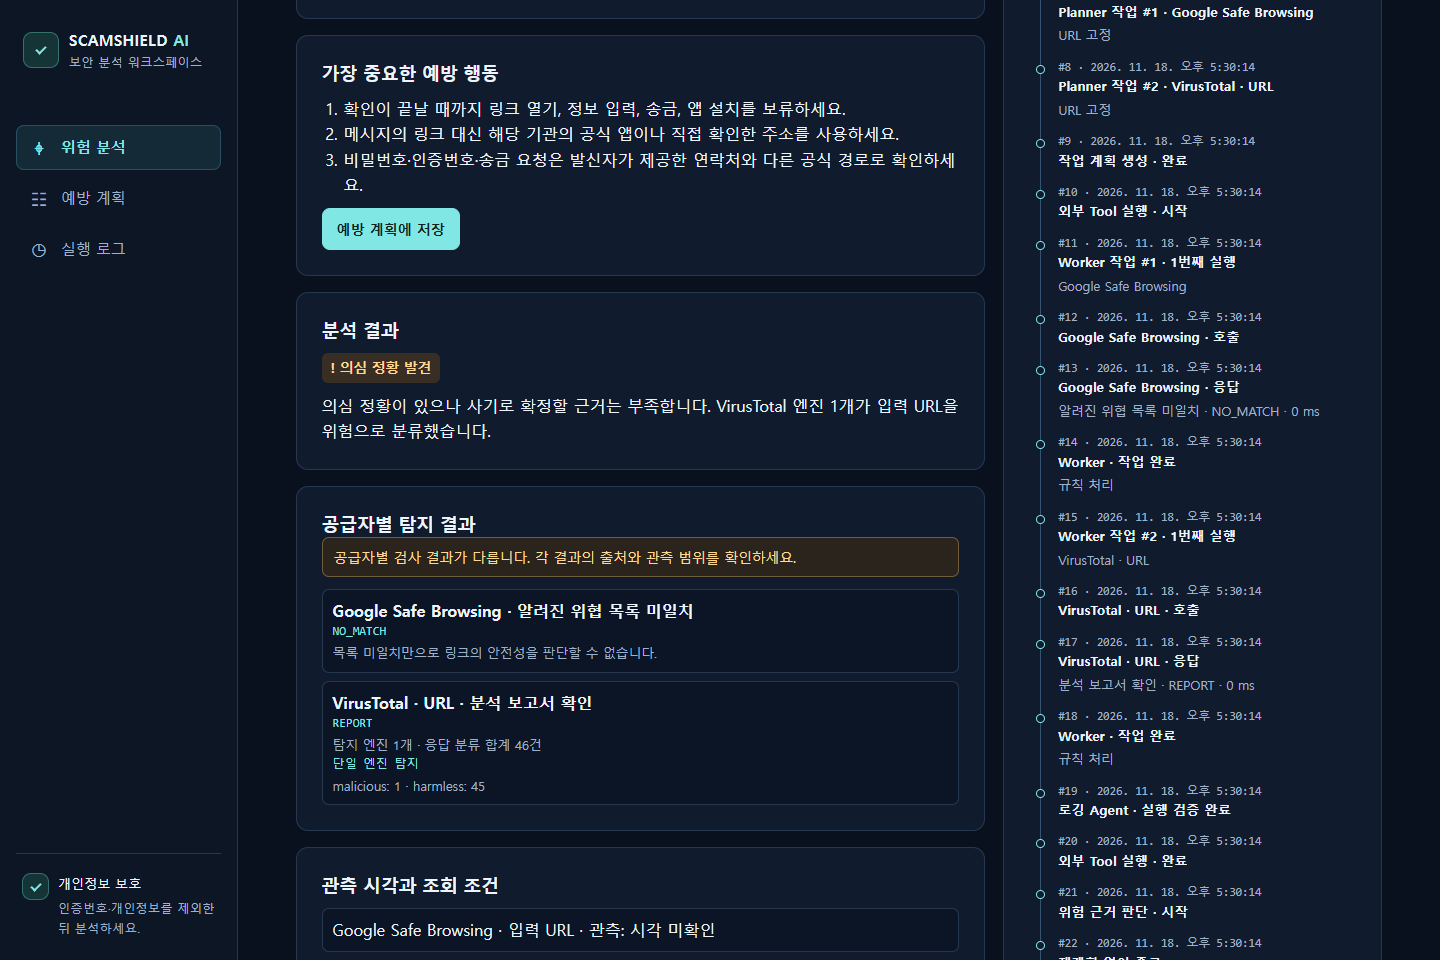 SCAMSHIELD AI
보안 분석 워크스페이스
위험 분석
예방 계획
실행 로그
개인정보 보호
인증번호·개인정보를 제외한
뒤 분석하세요.
가장 중요한 예방 행동
1. 확인이 끝날 때까지 링크 열기, 정보 입력, 송금, 앱 설치를 보류하세요.
2. 메시지의 링크 대신 해당 기관의 공식 앱이나 직접 확인한 주소를 사용하세요.
3. 비밀번호·인증번호·송금 요청은 발신자가 제공한 연락처와 다른 공식 경로로 확인하세
요.
예방 계획에 저장
분석 결과
! 의심 정황 발견
의심 정황이 있으나 사기로 확정할 근거는 부족합니다. VirusTotal 엔진 1개가 입력 URL을
위험으로 분류했습니다.
공급자별 탐지 결과
공급자별 검사 결과가 다릅니다. 각 결과의 출처와 관측 범위를 확인하세요.
Google Safe Browsing · 알려진 위협 목록 미일치
NO_MATCH
목록 미일치만으로 링크의 안전성을 판단할 수 없습니다.
VirusTotal · URL · 분석 보고서 확인
REPORT
탐지 엔진 1개 · 응답 분류 합계 46건
단일 엔진 탐지
malicious: 1 · harmless: 45
관측 시각과 조회 조건
Google Safe Browsing · 입력 URL · 관측: 시각 미확인
Planner 작업 #1 · Google Safe Browsing
URL 고정
#8 · 2026. 11. 18. 오후 5:30:14
Planner 작업 #2 · VirusTotal · URL
URL 고정
#9 · 2026. 11. 18. 오후 5:30:14
작업 계획 생성 · 완료
#10 · 2026. 11. 18. 오후 5:30:14
외부 Tool 실행 · 시작
#11 · 2026. 11. 18. 오후 5:30:14
Worker 작업 #1 · 1번째 실행
Google Safe Browsing
#12 · 2026. 11. 18. 오후 5:30:14
Google Safe Browsing · 호출
#13 · 2026. 11. 18. 오후 5:30:14
Google Safe Browsing · 응답
알려진 위협 목록 미일치 · NO_MATCH · 0 ms
#14 · 2026. 11. 18. 오후 5:30:14
Worker · 작업 완료
규칙 처리
#15 · 2026. 11. 18. 오후 5:30:14
Worker 작업 #2 · 1번째 실행
VirusTotal · URL
#16 · 2026. 11. 18. 오후 5:30:14
VirusTotal · URL · 호출
#17 · 2026. 11. 18. 오후 5:30:14
VirusTotal · URL · 응답
분석 보고서 확인 · REPORT · 0 ms
#18 · 2026. 11. 18. 오후 5:30:14
Worker · 작업 완료
규칙 처리
#19 · 2026. 11. 18. 오후 5:30:14
로깅 Agent · 실행 검증 완료
#20 · 2026. 11. 18. 오후 5:30:14
외부 Tool 실행 · 완료
#21 · 2026. 11. 18. 오후 5:30:14
위험 근거 판단 · 시작
#22 · 2026. 11. 18. 오후 5:30:14